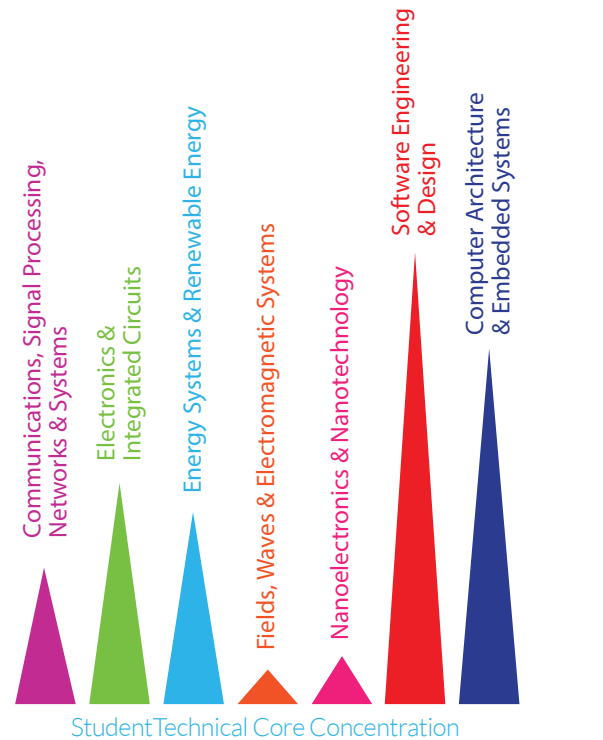 Communications, Signal Processing,
Networks & Systems
Electronics &
Integrated Circuits
Energy Systems & Renewable Energy
Fields, Waves & Electromagnetic Systems
Nanoelectronics & Nanotechnology
Software Engineering
& Design
Computer Architecture
& Embedded Systems
StudentTechnical Core Concentration